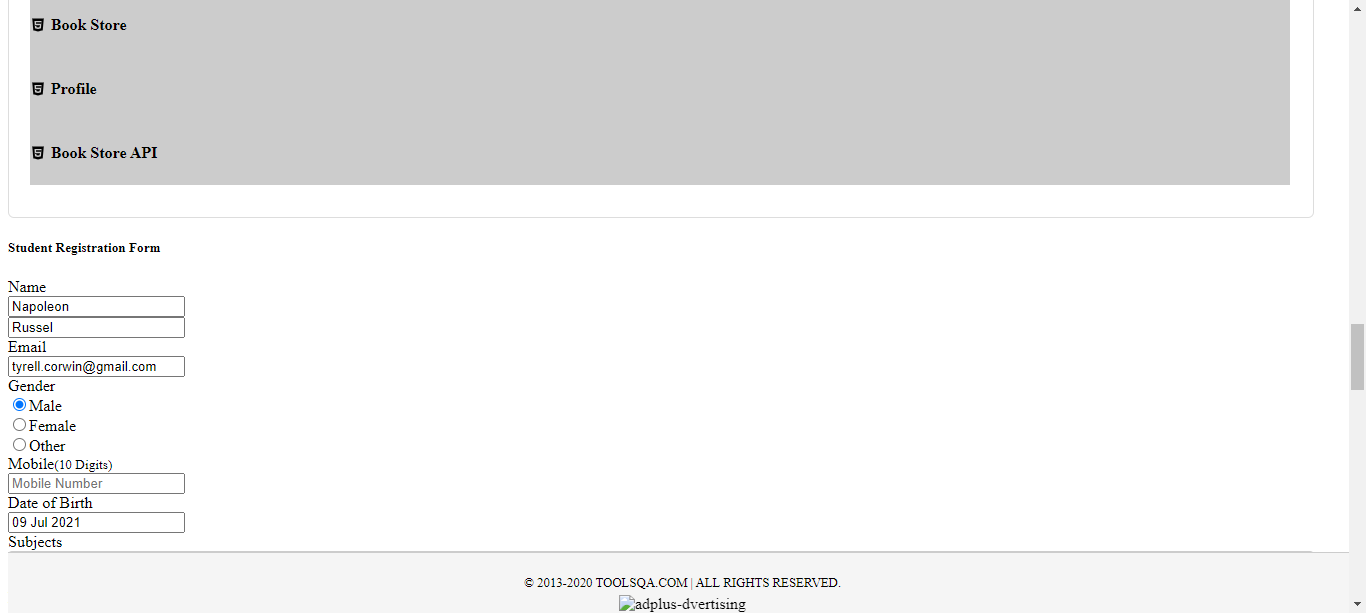 Book Store
Profile
Book Store API
Student Registration Form
Name
Napoleon
Russel
Email
tyrell.corwin@gmail.com
Gender
Male
Female
Other
Mobile(10 Digits)
Mobile Number
Date of Birth
09 Jul 2021
Subjects
© 2013-2020 TOOLSQA.COM | ALL RIGHTS RESERVED.
adplus-dvertising